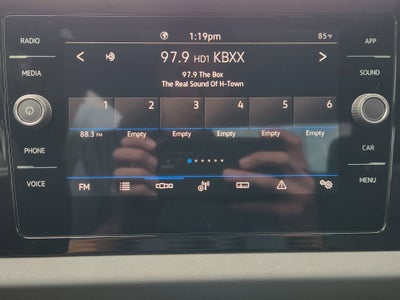 RADIO
MEDIA
PHONE
VOICE
1:19pm
85°F
97.9 HD1 KBXX
97.9 The Box
The Real Sound Of H-Town
1 2 3 4 5 6
88.3 FM Empty Empty Empty Empty Empty
FM
APP
SOUND
CAR
MENU